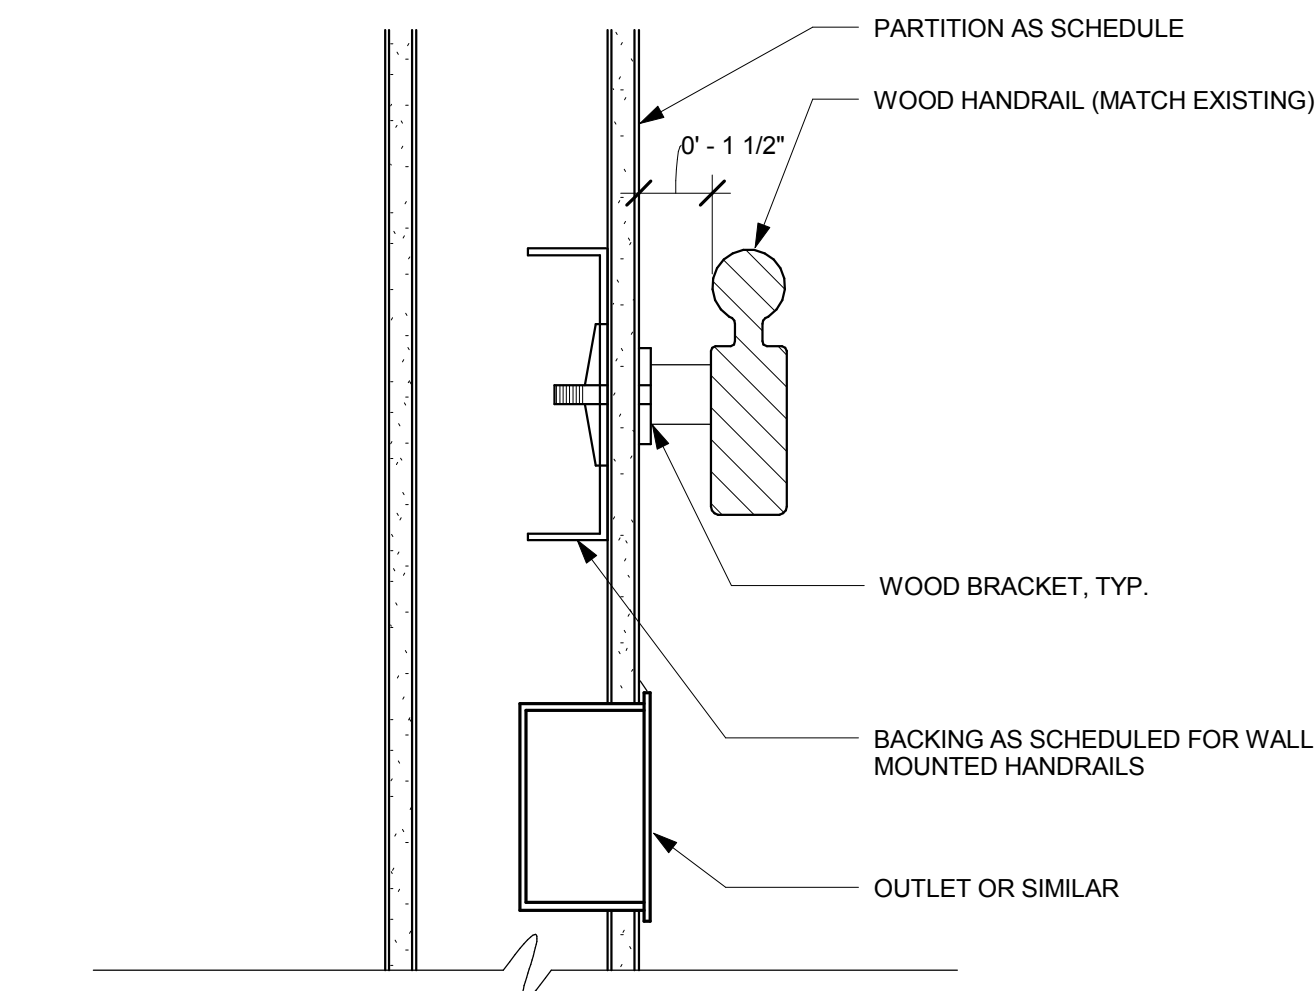 PARTITION AS SCHEDULE
WOOD HANDRAIL (MATCH EXISTING)
0' - 1 1/2"
WOOD BRACKET, TYP.
BACKING AS SCHEDULED FOR WALL
MOUNTED HANDRAILS
OUTLET OR SIMILAR